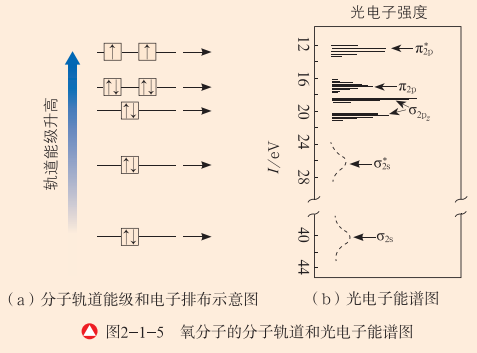 光电子强度
轨道能级升高
I/eV
12
16
20
24
28
40
44
π*2p
π2p
σ2pz
σ*2s
σ2s
（a）分子轨道能级和电子排布示意图
（b）光电子能谱图
图2-1-5 氧分子的分子轨道和光电子能谱图